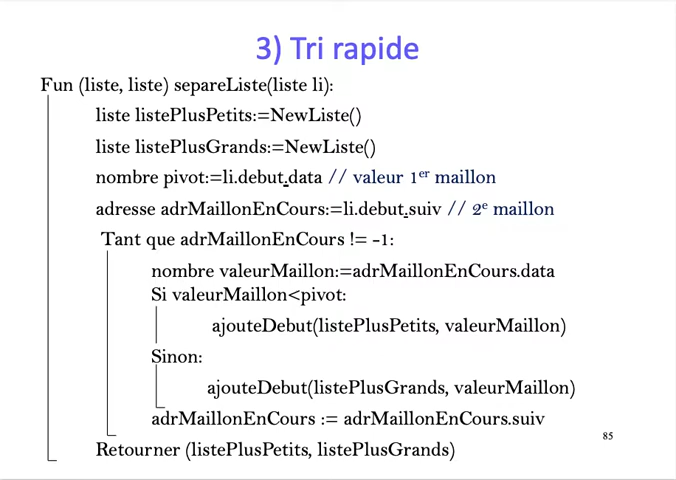 3) Tri rapide
Fun (liste, liste) separeListe(liste li):
liste listePlusPetits:=NewListe()
liste listePlusGrands:=NewListe()
nombre pivot:=li.debut.data // valeur 1er maillon
adresse adrMaillonEnCours:=li.debut.suiv // 2e maillon
Tant que adrMaillonEnCours != -1:
nombre valeurMaillon:=adrMaillonEnCours.data
Si valeurMaillon<pivot:
ajouteDebut(listePlusPetits, valeurMaillon)
Sinon:
ajouteDebut(listePlusGrands, valeurMaillon)
adrMaillonEnCours := adrMaillonEnCours.suiv
Retourner (listePlusPetits, listePlusGrands)
85